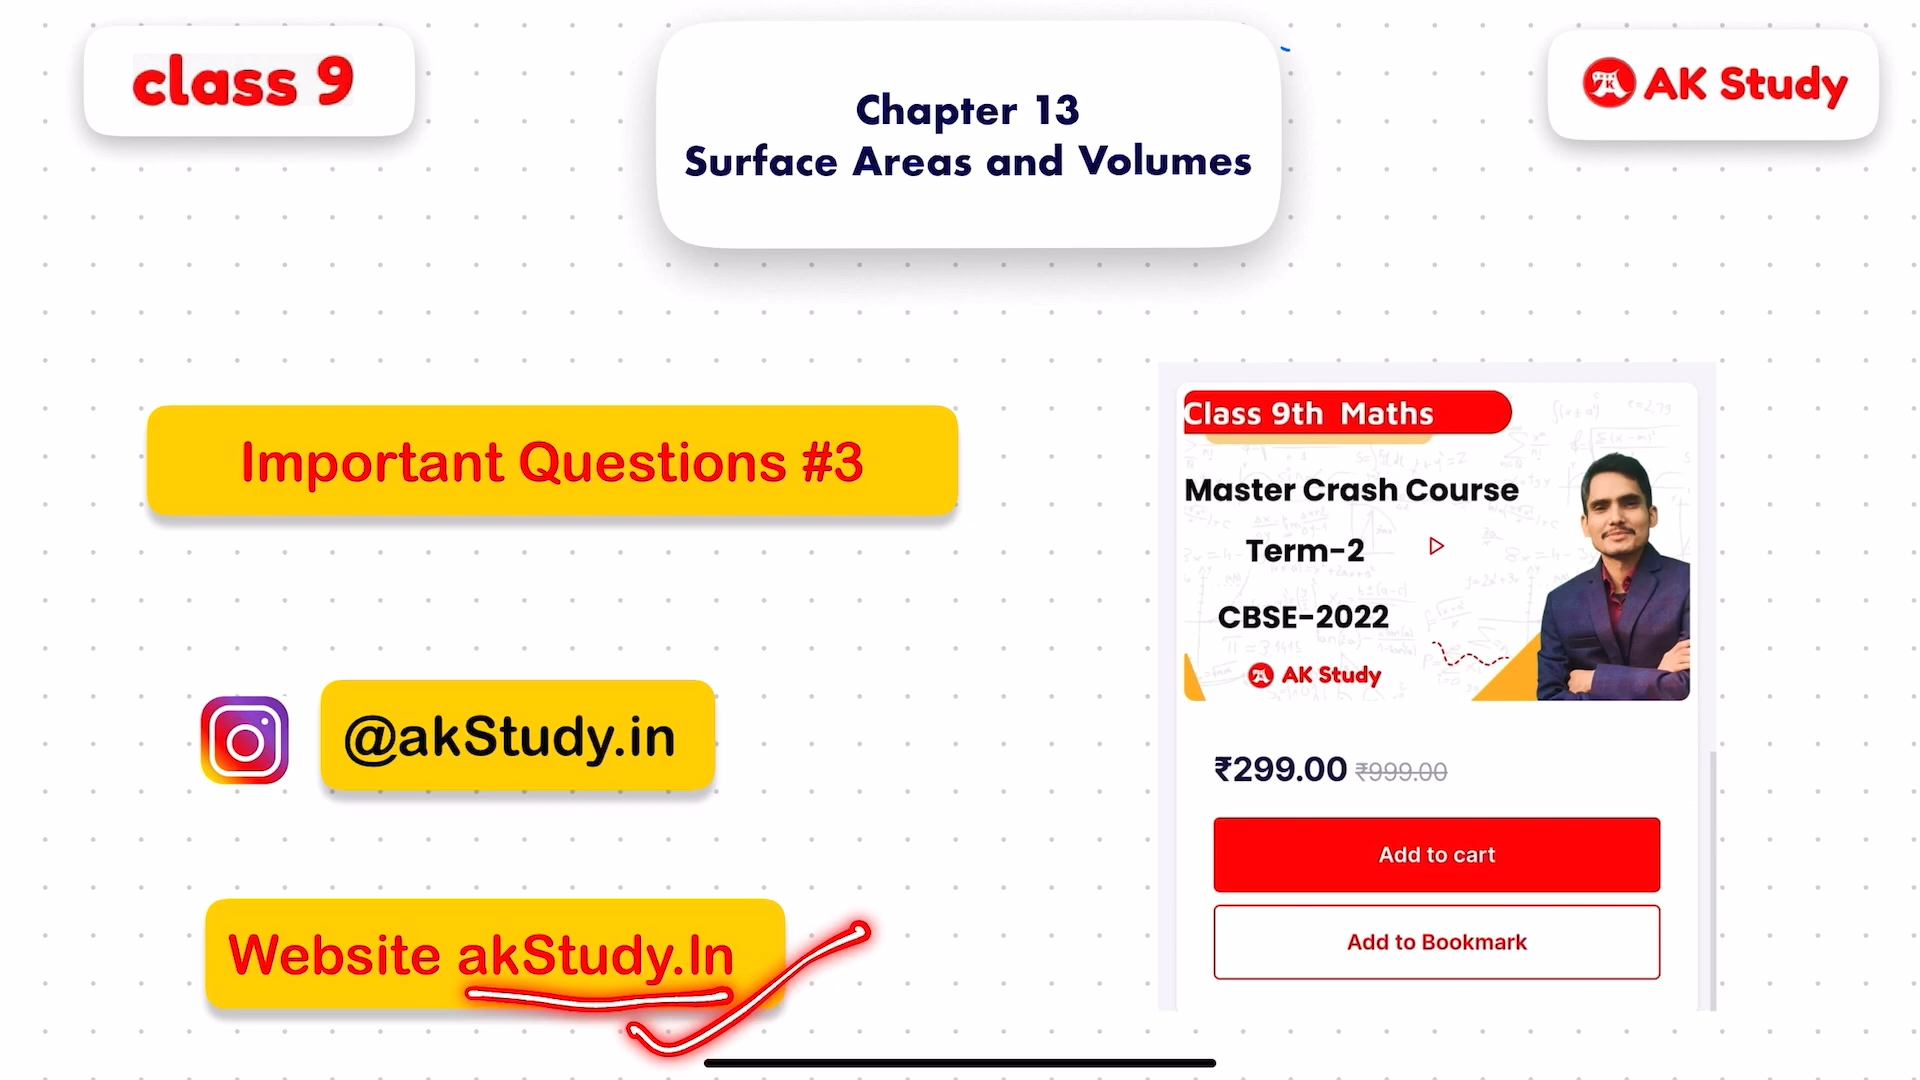 class 9
Chapter 13
Surface Areas and Volumes
AK Study
Important Questions #3
@akStudy.in
Website akStudy.In
Class 9th Maths
Master Crash Course
Term-2
CBSE-2022
AK Study
₹299.00 ₹999.00
Add to cart
Add to Bookmark